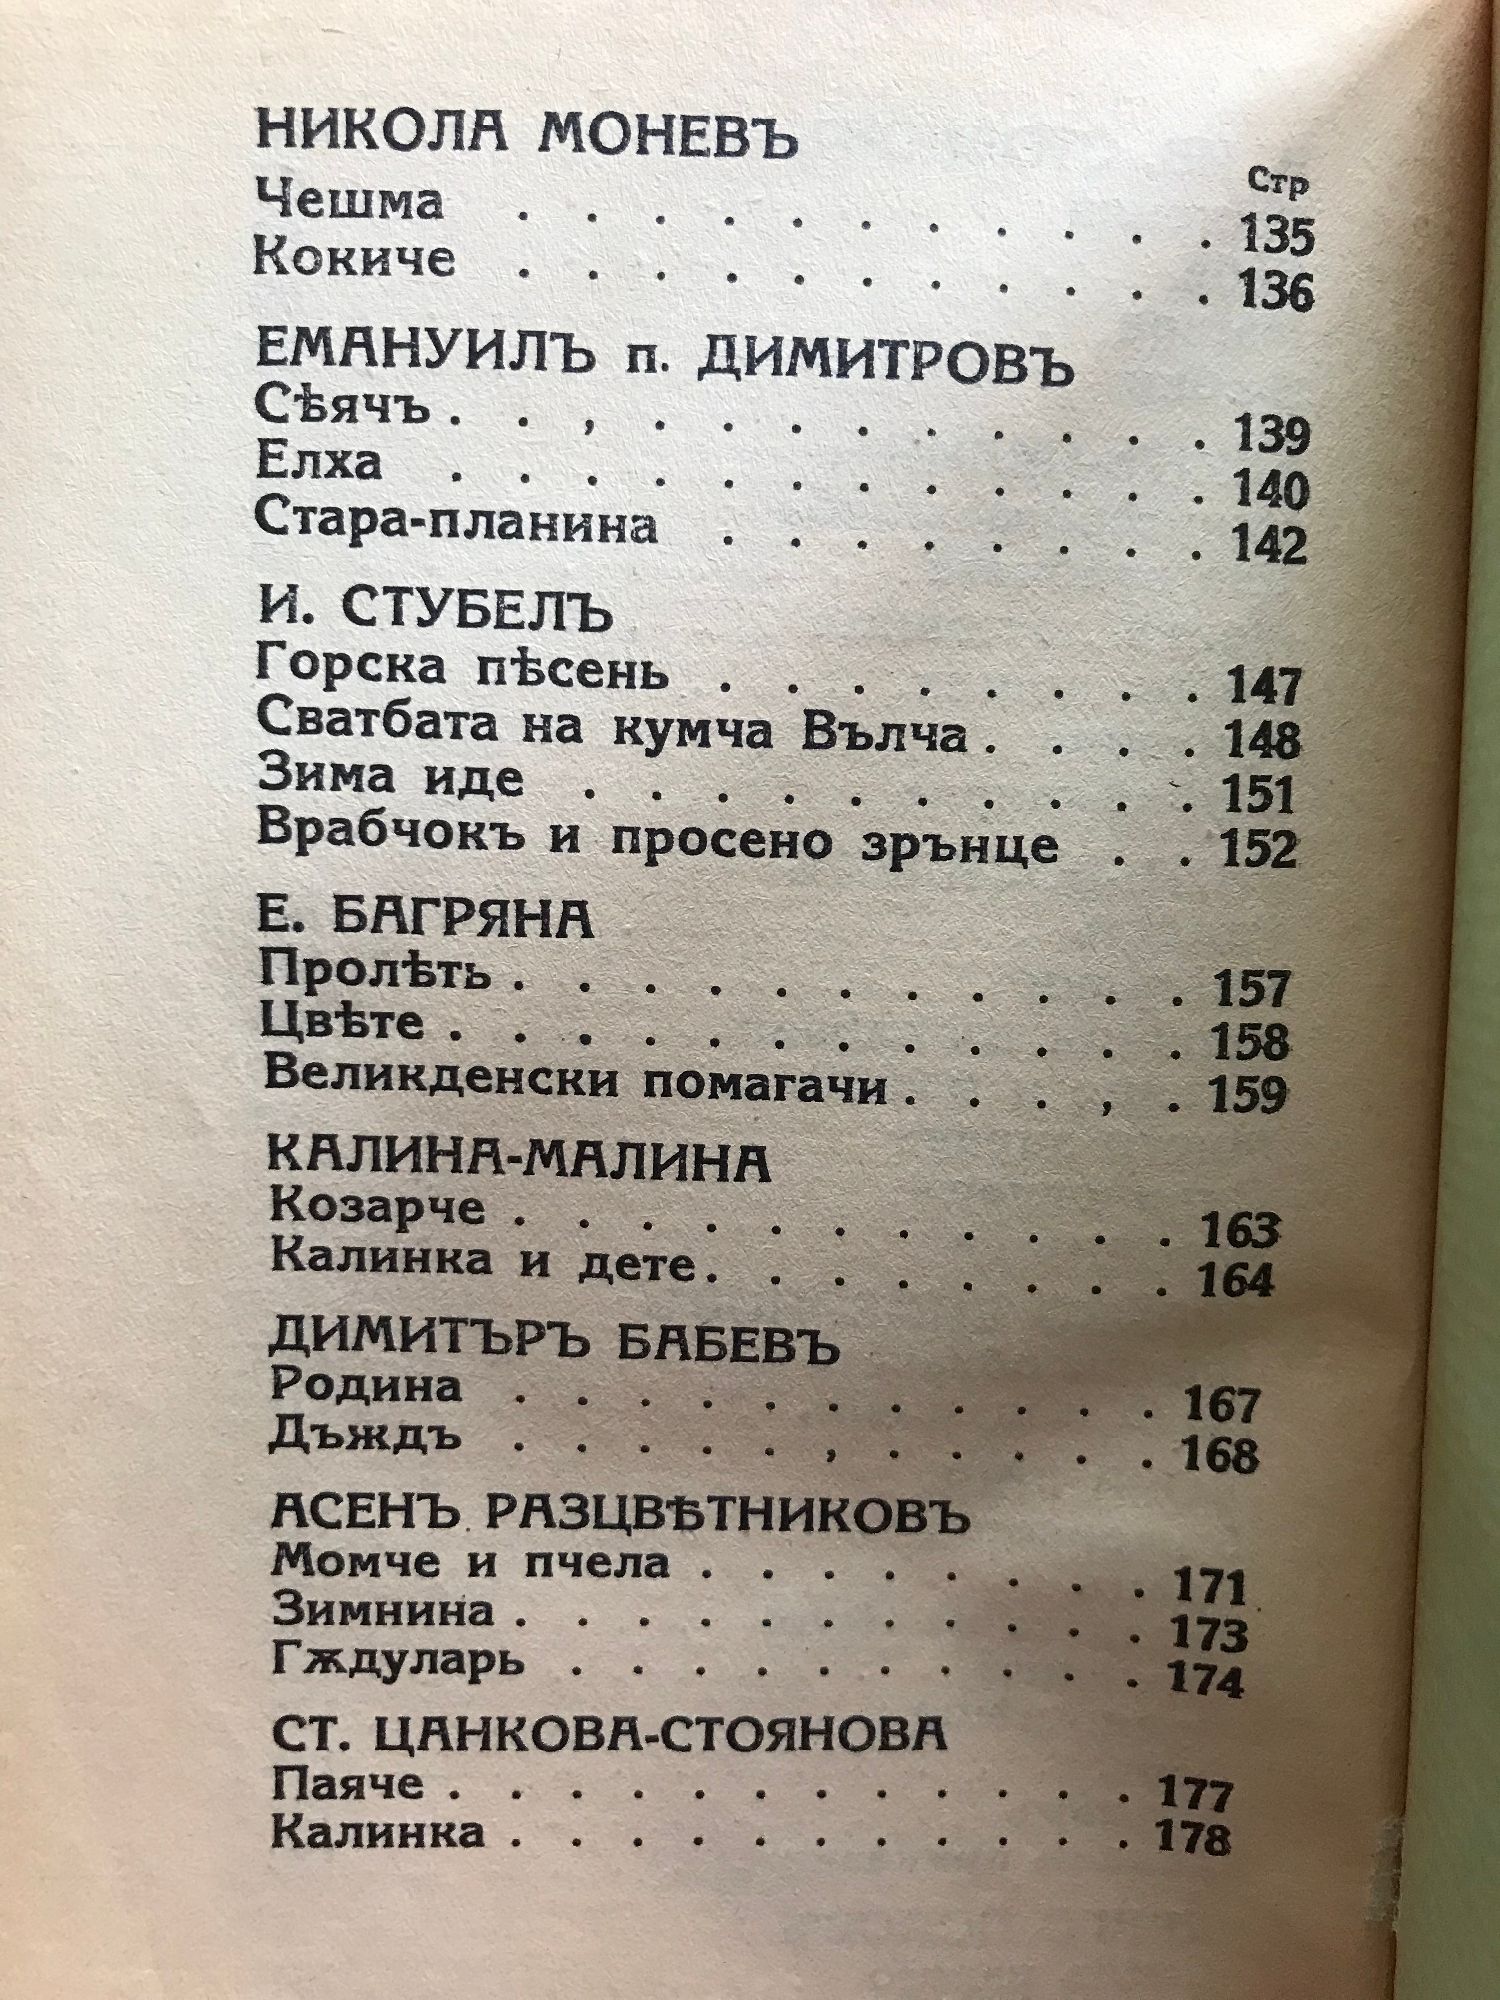 НИКОЛА МОНЕВЪ
Стр
Чешма . . . . . . . . . . . 135
Кокиче . . . . . . . . . . . 136
ЕМАНУИЛЪ п. ДИМИТРОВЪ
Сѣячъ . . , . . . . . . . . . 139
Елха . . . . . . . . . . . . 140
Стара-планина . . . . . . . . 142
И. СТУБЕЛЪ
Горска пѣсень . . . . . . . . 147
Сватбата на кумча Вълча . . . . 148
Зима иде . . . . . . . . . . 151
Врабчокъ и просено зрънце . . 152
Е. БАГРЯНА
Пролѣть . . . . . . . . . . . 157
Цвѣте . . . . . . . . . . . . 158
Великденски помагачи . . . , . 159
КАЛИНА-МАЛИНА
Козарче . . . . . . . . . . . 163
Калинка и дете . . . . . . . . 164
ДИМИТЪРЪ БАБЕВЪ
Родина . . . . . . . . . . . 167
Дъждъ . . . . . , . . . . . 168
АСЕНЪ РАЗЦВѢТНИКОВЪ
Момче и пчела . . . . . . . . 171
Зимнина . . . . . . . . . . . 173
Гѫдуларь . . . . . . . . . . 174
СТ. ЦАНКОВА-СТОЯНОВА
Паяче . . . . . . . . . . . . 177
Калинка . . . . . . . . . . . 178